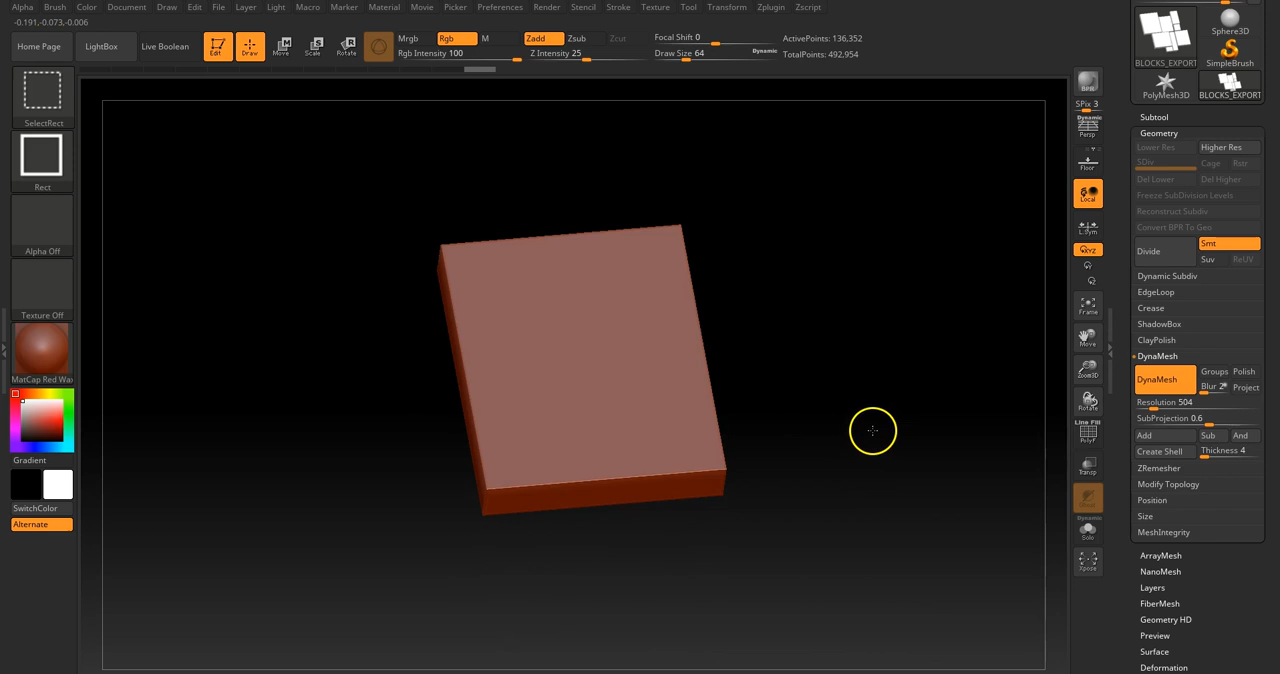 Alpha Brush Color Document Draw Edit File Layer Light Macro Marker Material Movie Picker Preferences Render Stencil Stroke Texture Tool Transform Zplugin Zscript
-0.191,-0.073,-0.006
Home Page LightBox Live Boolean Edit Draw Move Scale Rotate
Mrgb Rgb M Zadd Zsub Zcut Focal Shift 0 ActivePoints: 136,352
Rgb Intensity 100 Z Intensity 25 Draw Size 64 Dynamic TotalPoints: 492,954
SelectRect
Rect
Alpha Off
Texture Off
MatCap Red Wax
Gradient
SwitchColor
Alternate
BPR
SPix 3
Dynamic
Persp
Floor
Local
L.Sym
Qxyz
Frame
Move
Zoom3D
Rotate
Line Fill
PolyF
Transp
Dynamic
Solo
Xpose
Sphere3D
BLOCKS_EXPORT SimpleBrush
PolyMesh3D BLOCKS_EXPORT
Subtool
Geometry
Lower Res Higher Res
SDiv Cage Rstr
Del Lower Del Higher
Freeze SubDivision Levels
Reconstruct Subdiv
Convert BPR To Geo
Divide Smt
Suv ReUV
Dynamic Subdiv
EdgeLoop
Crease
ShadowBox
ClayPolish
DynaMesh
DynaMesh Groups Polish
Blur 2 Project
Resolution 504
SubProjection 0.6
Add Sub And
Create Shell Thickness 4
ZRemesher
Modify Topology
Position
Size
MeshIntegrity
ArrayMesh
NanoMesh
Layers
FiberMesh
Geometry HD
Preview
Surface
Deformation